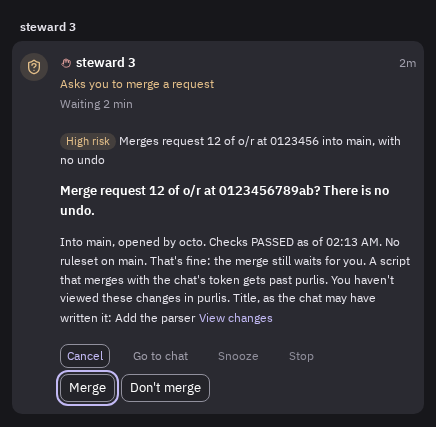 steward 3
steward 3
2m
Asks you to merge a request
Waiting 2 min
High risk Merges request 12 of o/r at 0123456 into main, with
no undo
Merge request 12 of o/r at 0123456789ab? There is no
undo.
Into main, opened by octo. Checks PASSED as of 02:13 AM. No
ruleset on main. That's fine: the merge still waits for you. A script
that merges with the chat's token gets past purlis. You haven't
viewed these changes in purlis. Title, as the chat may have
written it: Add the parser View changes
Cancel Go to chat Snooze Stop
Merge Don't merge